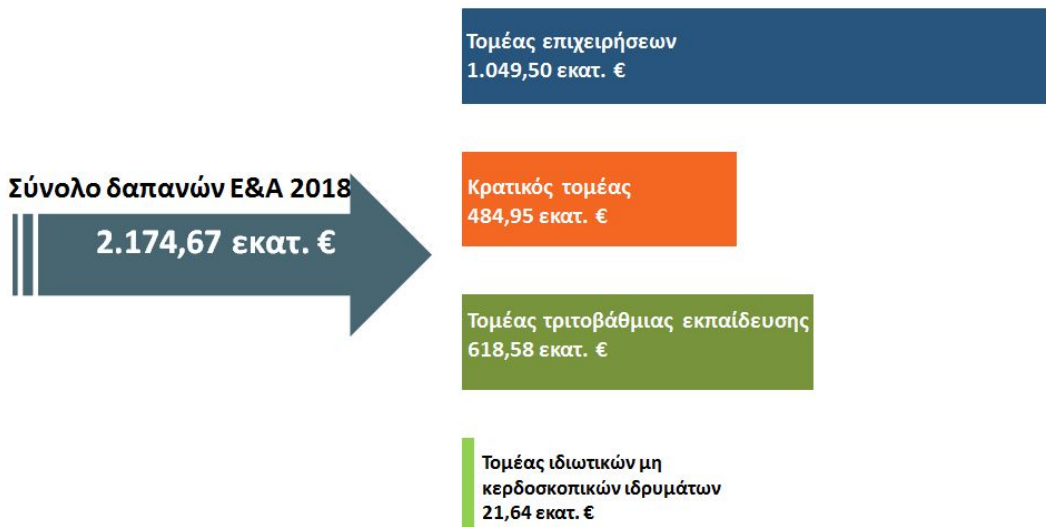 Σύνολο δαπανών Ε&Α 2018
2.174,67 εκατ. €
Τομέας επιχειρήσεων
1.049,50 εκατ. €
Κρατικός τομέας
484,95 εκατ. €
Τομέας τριτοβάθμιας εκπαίδευσης
618,58 εκατ. €
Τομέας ιδιωτικών μη
κερδοσκοπικών ιδρυμάτων
21,64 εκατ. €